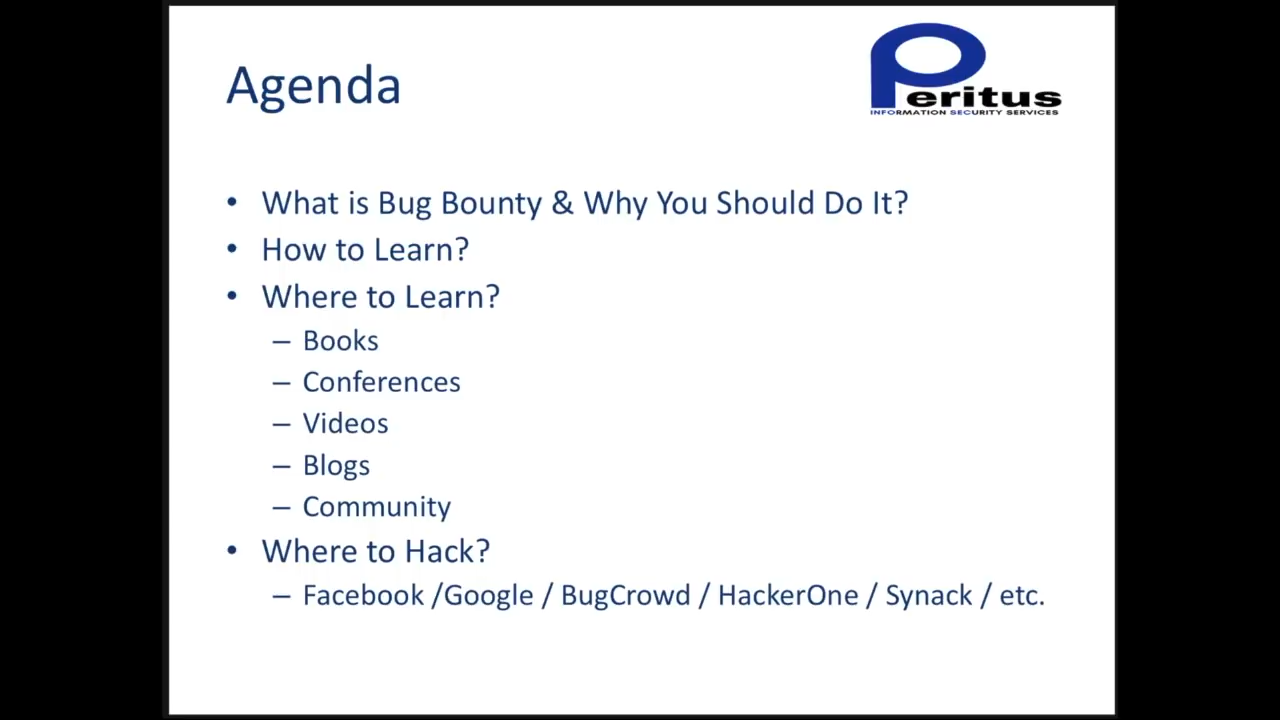 Agenda
Peritus
INFORMATION SECURITY SERVICES
• What is Bug Bounty & Why You Should Do It?
• How to Learn?
• Where to Learn?
– Books
– Conferences
– Videos
– Blogs
– Community
• Where to Hack?
– Facebook /Google / BugCrowd / HackerOne / Synack / etc.